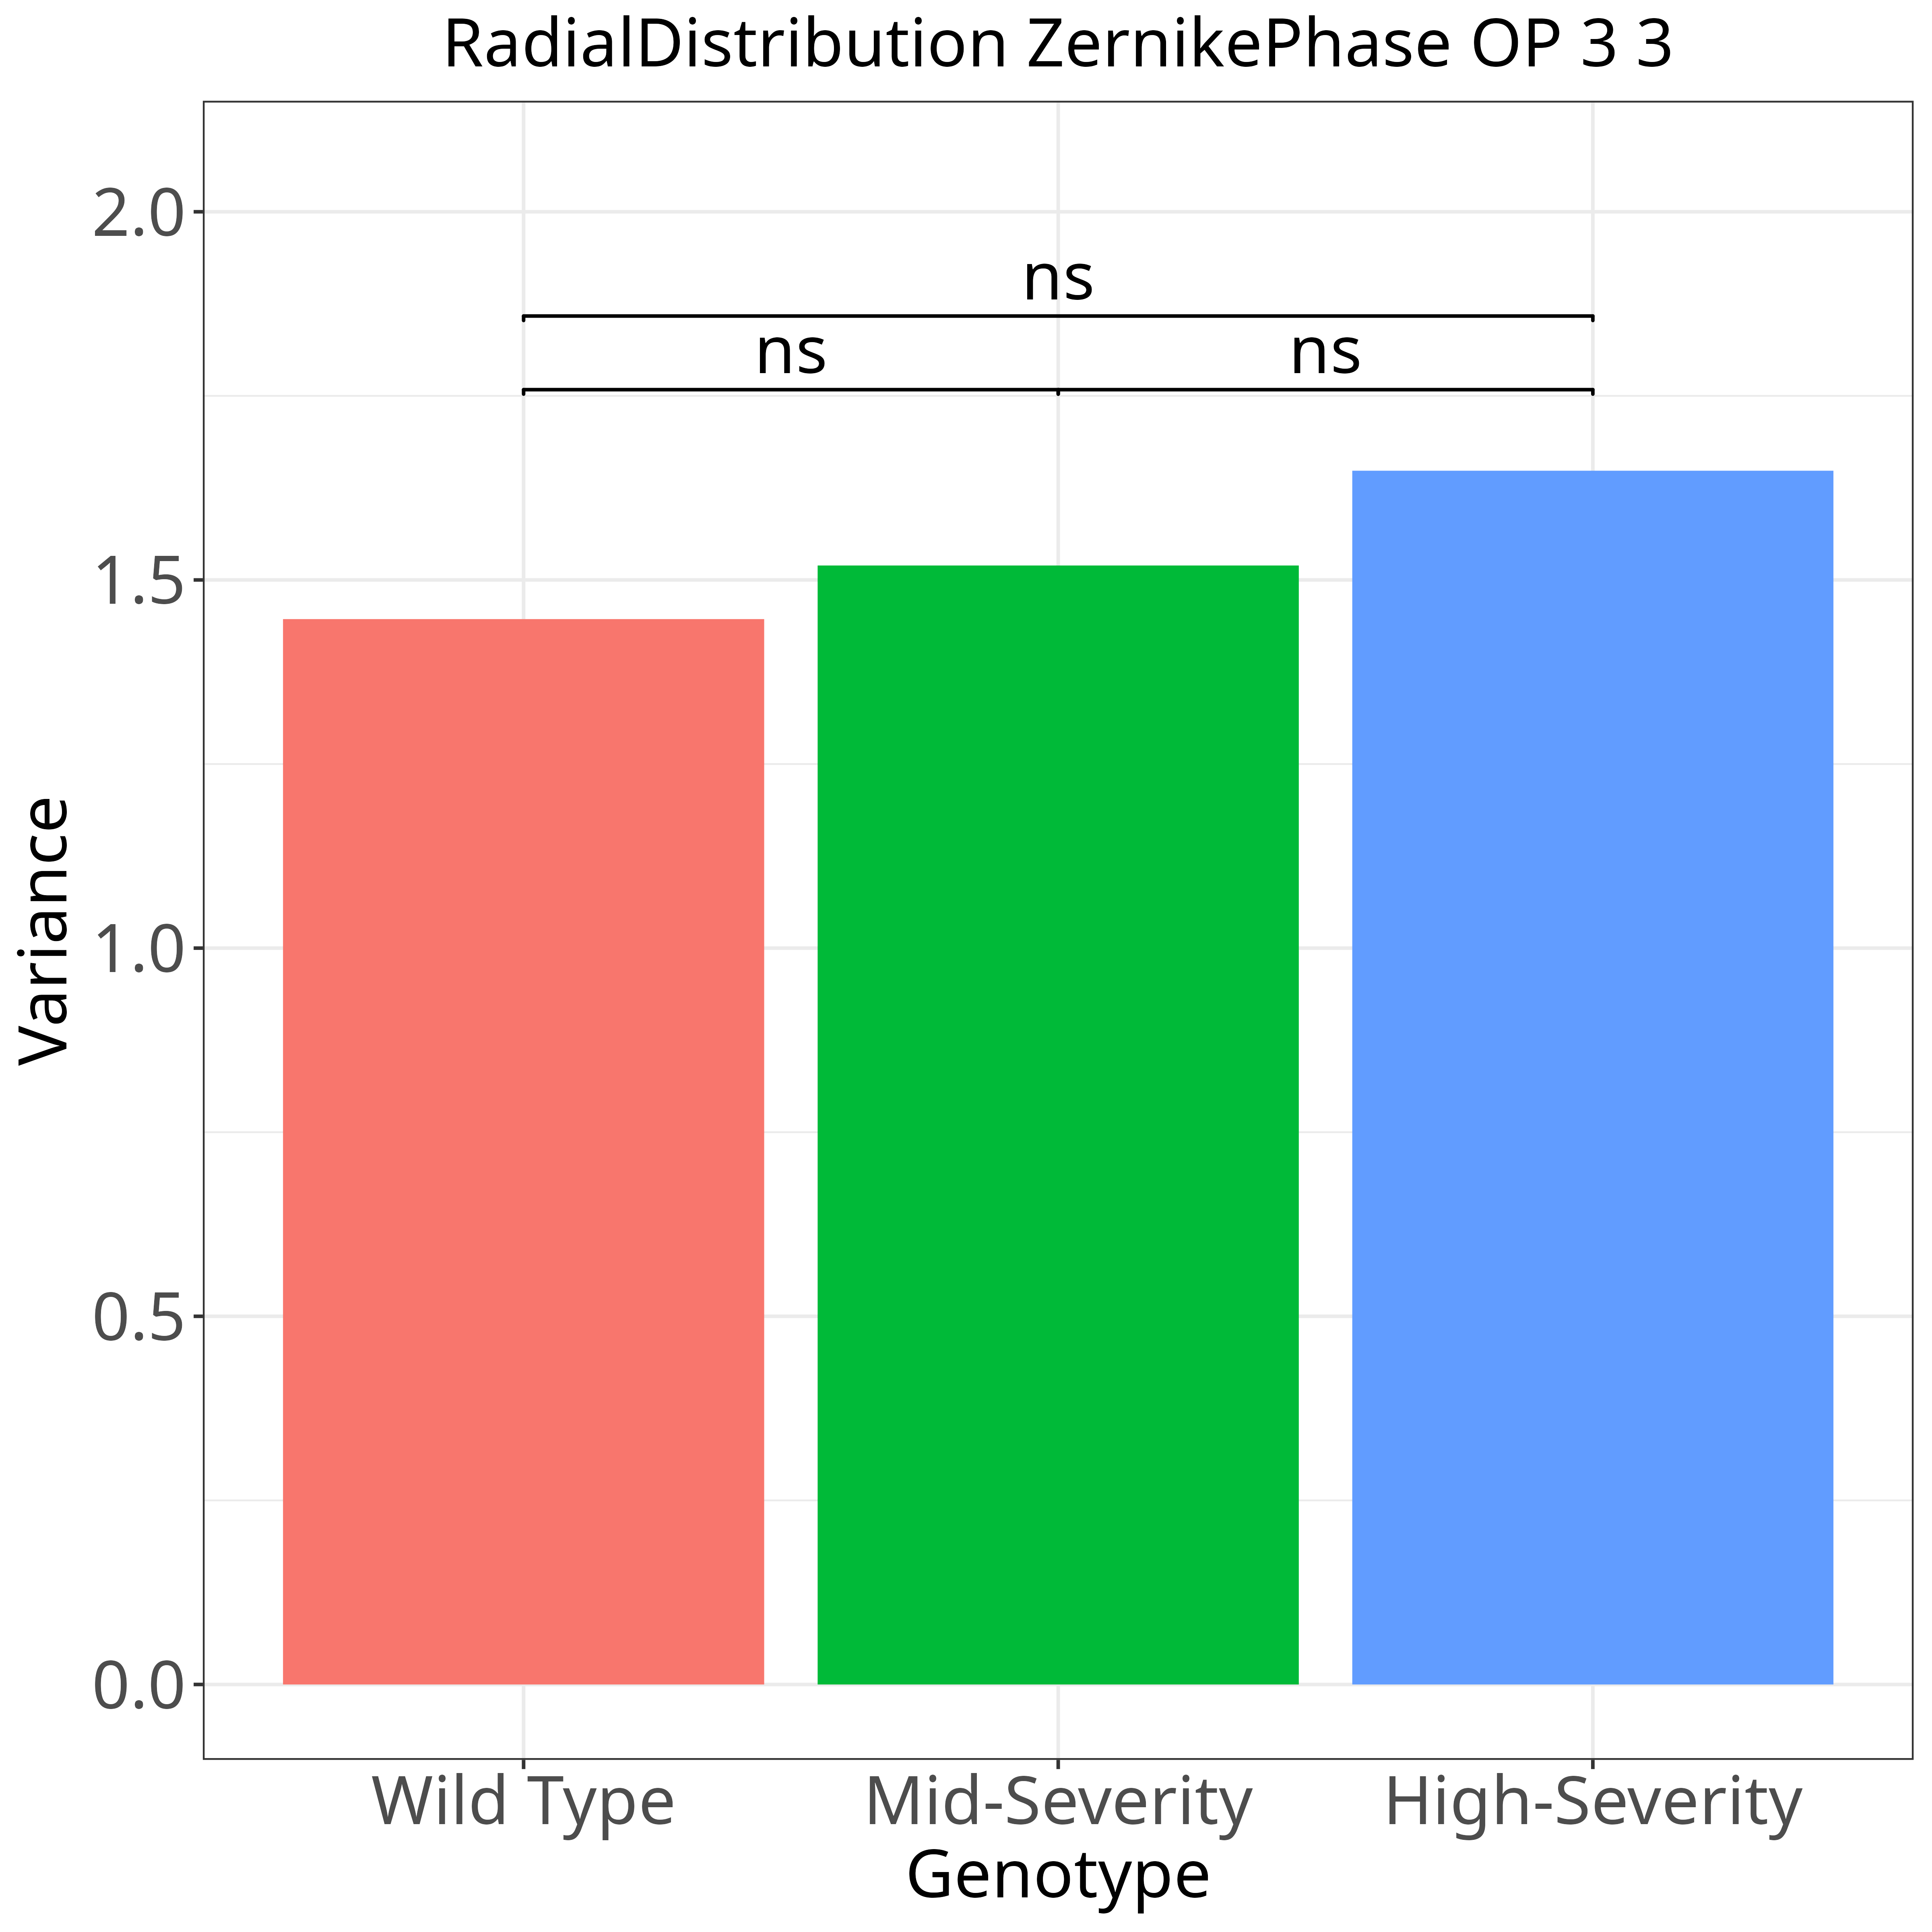 RadialDistribution ZernikePhase OP 3 3
2.0
ns
ns ns
1.5
Variance
1.0
0.5
0.0
Wild Type Mid-Severity High-Severity
Genotype